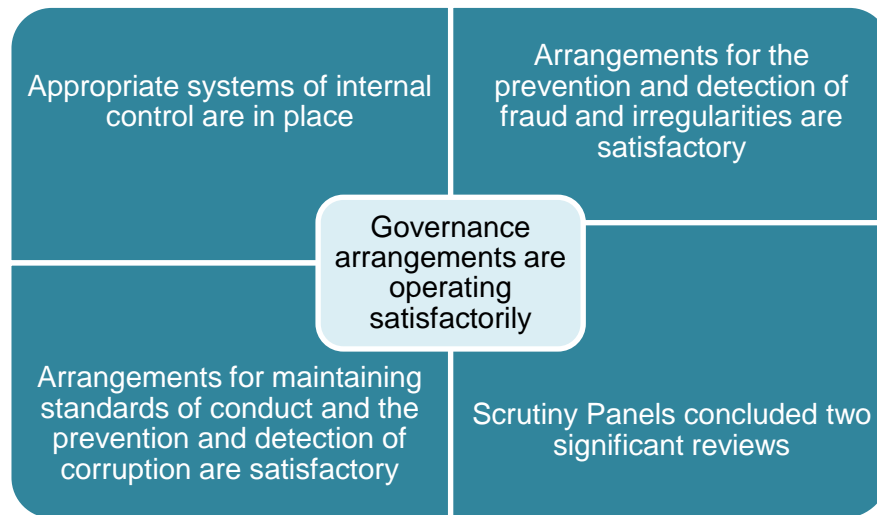 Appropriate systems of internal
control are in place
Arrangements for the
prevention and detection of
fraud and irregularities are
satisfactory
Governance
arrangements are
operating
satisfactorily
Arrangements for maintaining
standards of conduct and the
prevention and detection of
corruption are satisfactory
Scrutiny Panels concluded two
significant reviews